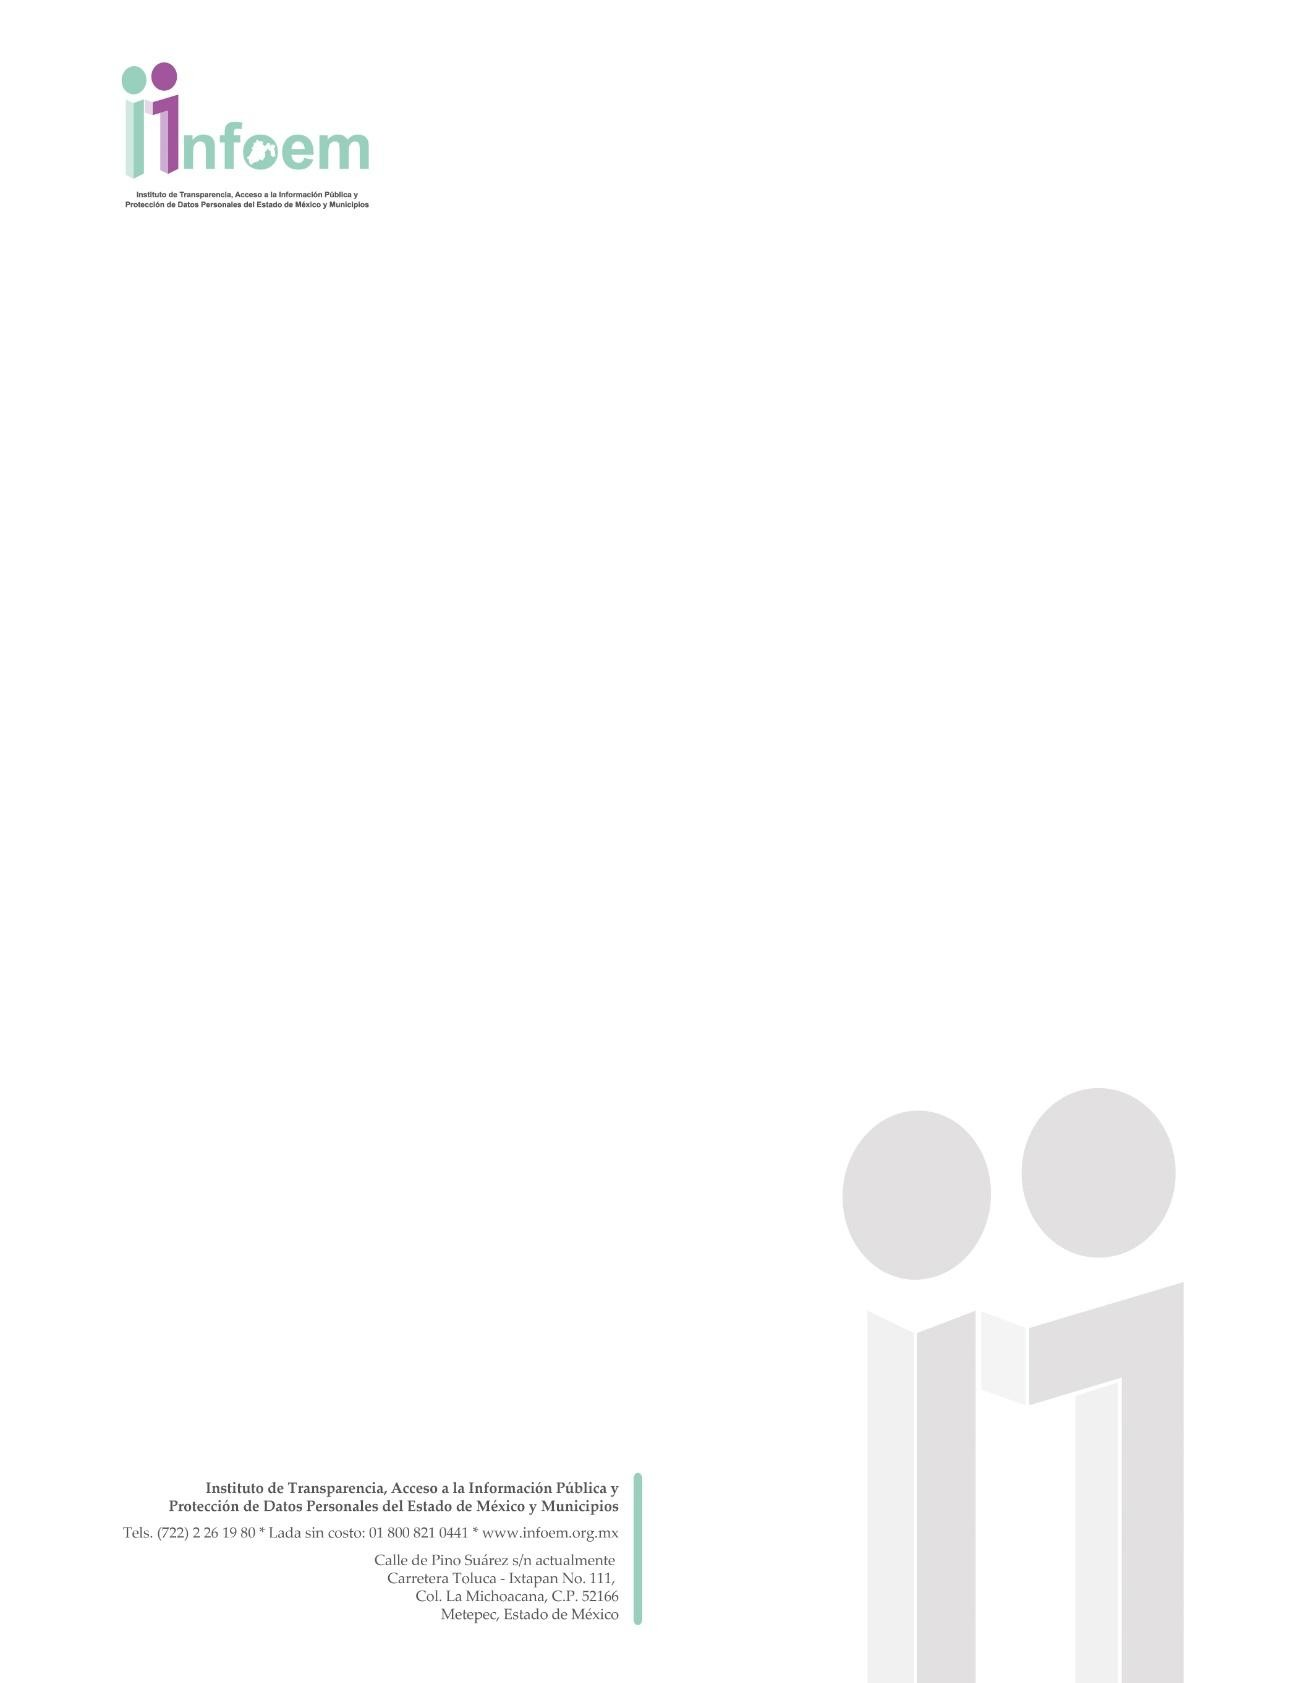 infoem
Instituto de Transparencia, Acceso a la Información Pública y
Protección de Datos Personales del Estado de México y Municipios
Instituto de Transparencia, Acceso a la Información Pública y
Protección de Datos Personales del Estado de México y Municipios
Tels. (722) 2 26 19 80 * Lada sin costo: 01 800 821 0441 * www.infoem.org.mx
Calle de Pino Suárez s/n actualmente
Carretera Toluca - Ixtapan No. 111,
Col. La Michoacana, C.P. 52166
Metepec, Estado de México